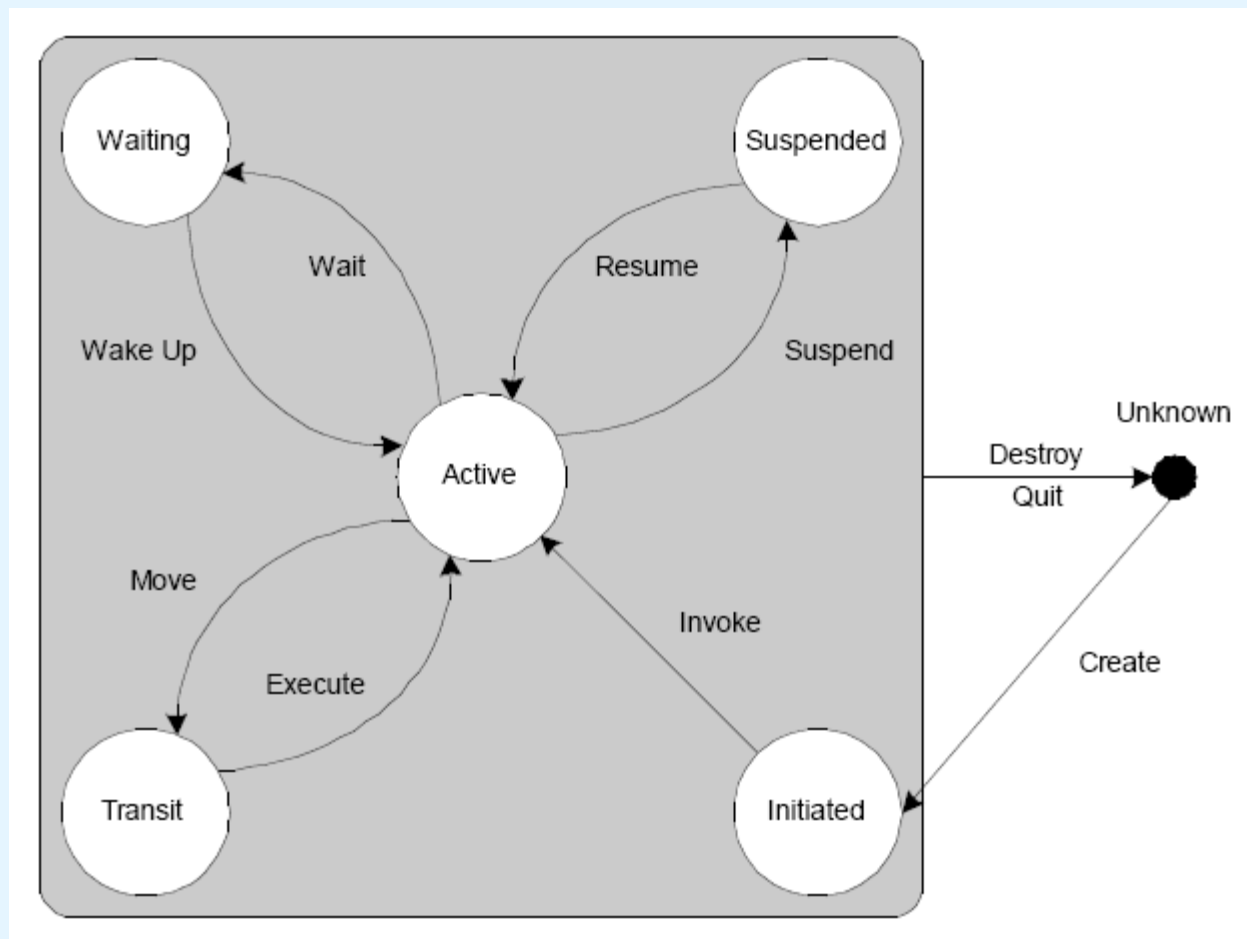 Waiting
Suspended
Wait
Resume
Wake Up
Suspend
Unknown
Destroy
Active
Quit
Move
Invoke
Create
Execute
Transit
Initiated